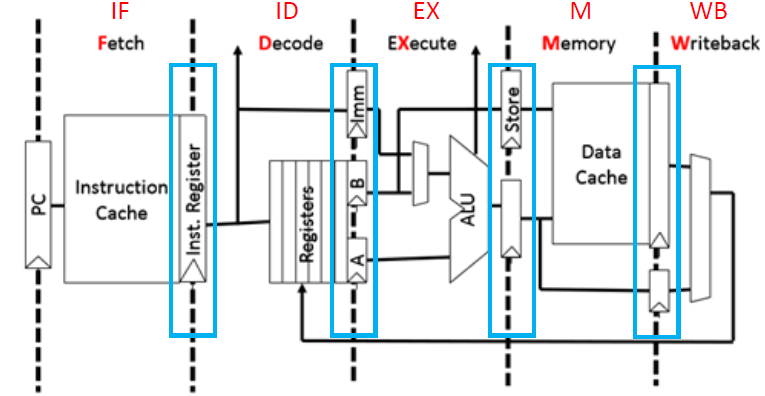 IF ID EX M WB
Fetch Decode EXecute Memory Writeback
PC
Instruction
Cache
Inst. Register
Registers
Imm
B
A
ALU
Store
Data
Cache